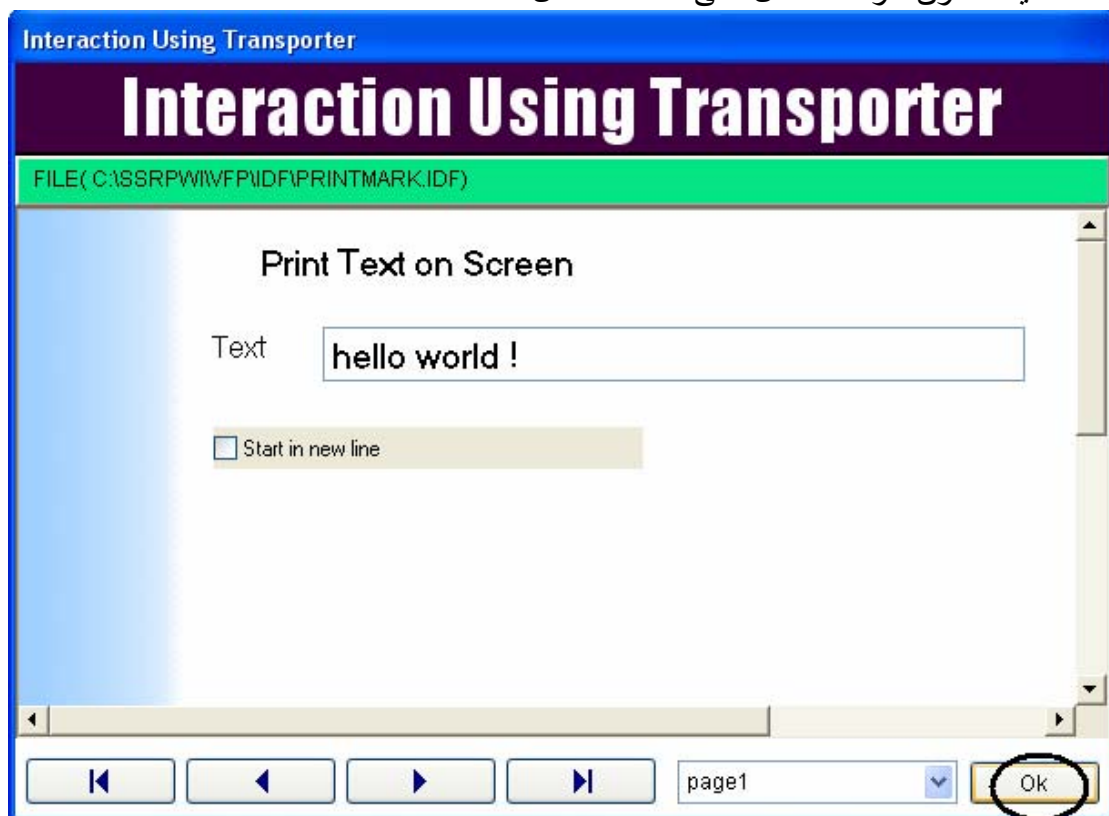 Interaction Using Transporter
Interaction Using Transporter
FILE( C:\SSRPWI\VFP\IDF\PRINTMARK.IDF)
Print Text on Screen
Text hello world !
Start in new line
page1 Ok